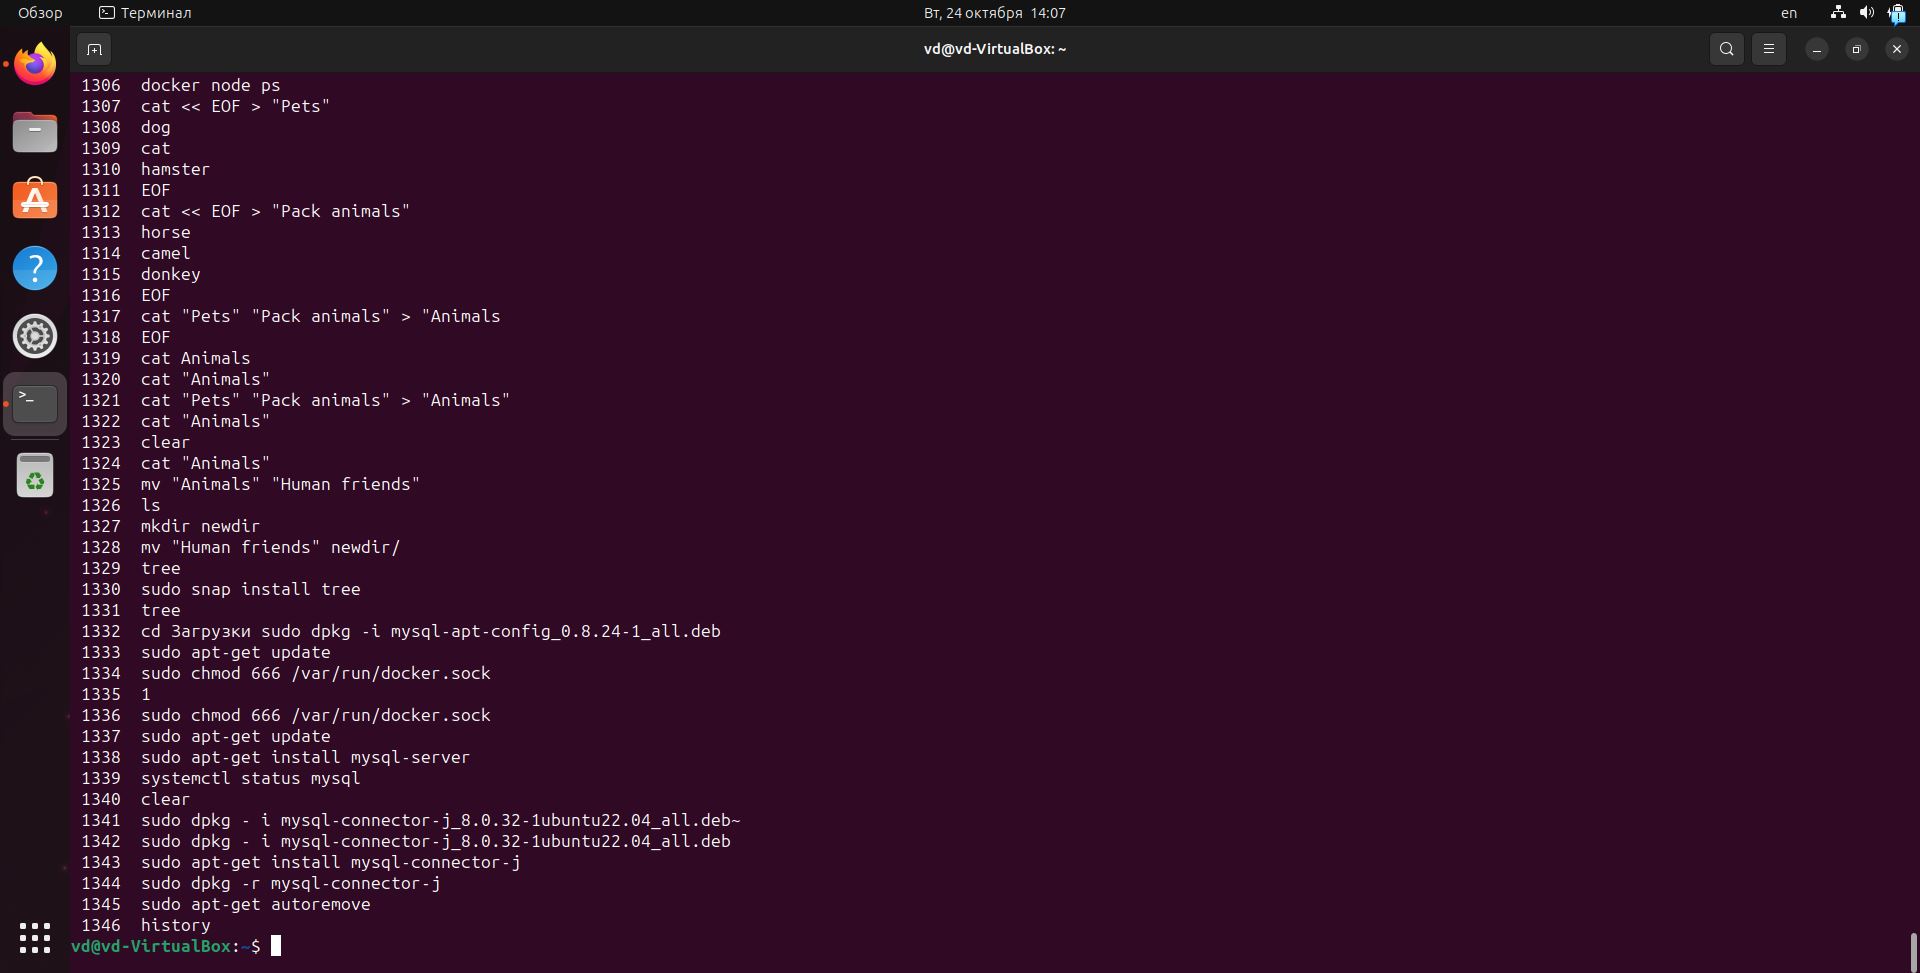 Обзор Терминал Вт, 24 октября 14:07 en
vd@vd-VirtualBox: ~
1306 docker node ps
1307 cat << EOF > "Pets"
1308 dog
1309 cat
1310 hamster
1311 EOF
1312 cat << EOF > "Pack animals"
1313 horse
1314 camel
1315 donkey
1316 EOF
1317 cat "Pets" "Pack animals" > "Animals
1318 EOF
1319 cat Animals
1320 cat "Animals"
1321 cat "Pets" "Pack animals" > "Animals"
1322 cat "Animals"
1323 clear
1324 cat "Animals"
1325 mv "Animals" "Human friends"
1326 ls
1327 mkdir newdir
1328 mv "Human friends" newdir/
1329 tree
1330 sudo snap install tree
1331 tree
1332 cd Загрузки sudo dpkg -i mysql-apt-config_0.8.24-1_all.deb
1333 sudo apt-get update
1334 sudo chmod 666 /var/run/docker.sock
1335 1
1336 sudo chmod 666 /var/run/docker.sock
1337 sudo apt-get update
1338 sudo apt-get install mysql-server
1339 systemctl status mysql
1340 clear
1341 sudo dpkg - i mysql-connector-j_8.0.32-1ubuntu22.04_all.deb~
1342 sudo dpkg - i mysql-connector-j_8.0.32-1ubuntu22.04_all.deb
1343 sudo apt-get install mysql-connector-j
1344 sudo dpkg -r mysql-connector-j
1345 sudo apt-get autoremove
1346 history
vd@vd-VirtualBox:~$